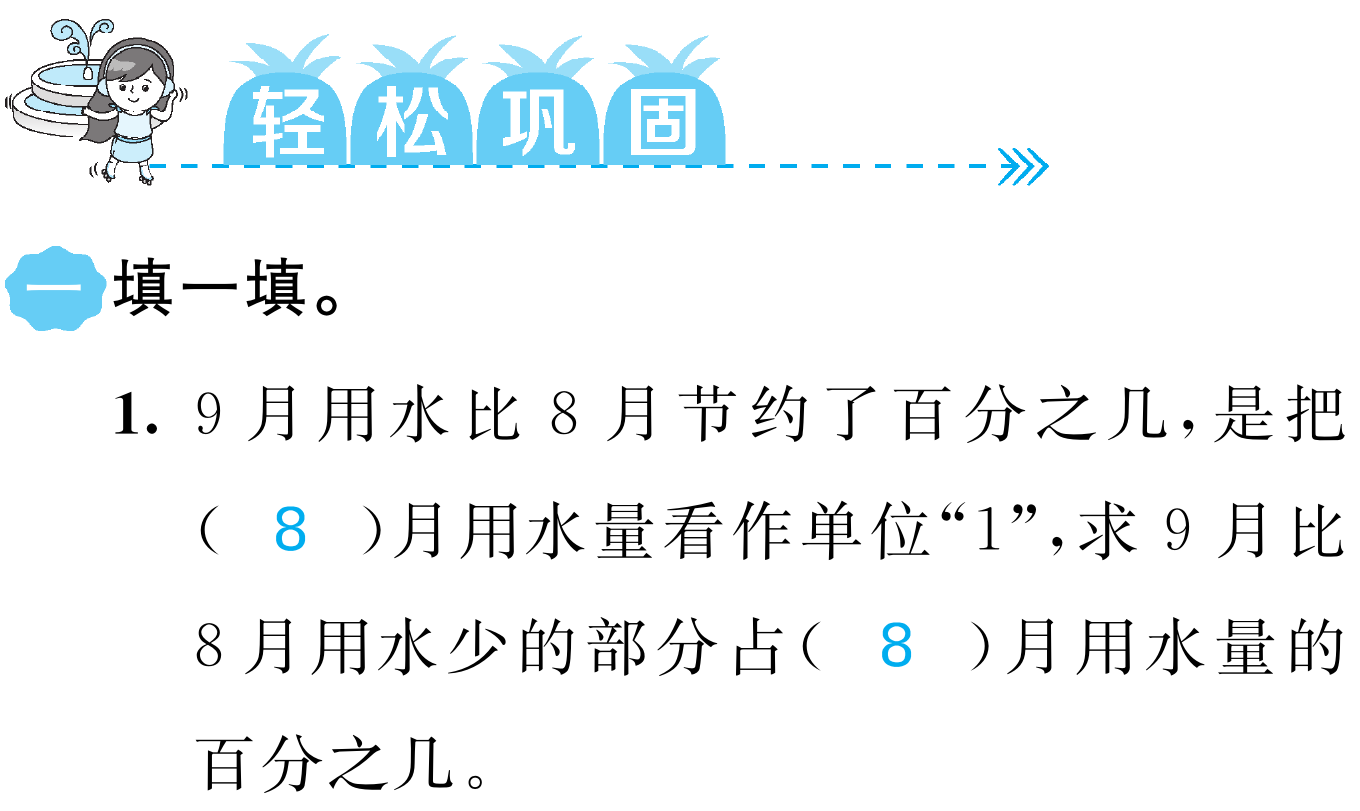 轻松巩固
一 填一填。
1. 9月用水比8月节约了百分之几,是把
( 8 )月用水量看作单位“1”,求9月比
8月用水少的部分占( 8 )月用水量的
百分之几。